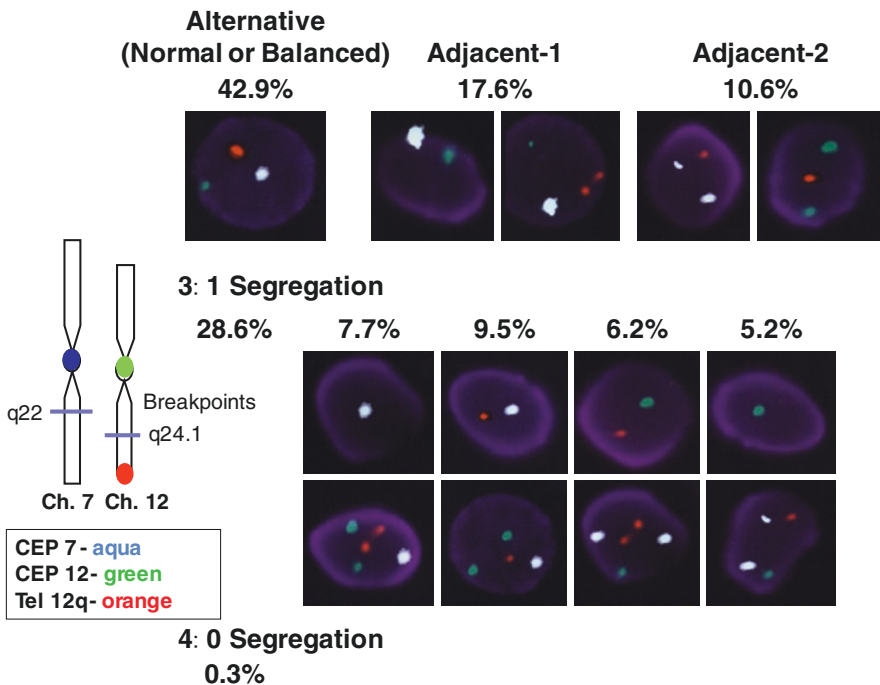 Alternative
(Normal or Balanced) Adjacent-1 Adjacent-2
42.9% 17.6% 10.6%
3: 1 Segregation
28.6% 7.7% 9.5% 6.2% 5.2%
q22
Breakpoints
q24.1
Ch. 7 Ch. 12
CEP 7 - aqua
CEP 12- green
Tel 12q- orange
4: 0 Segregation
0.3%